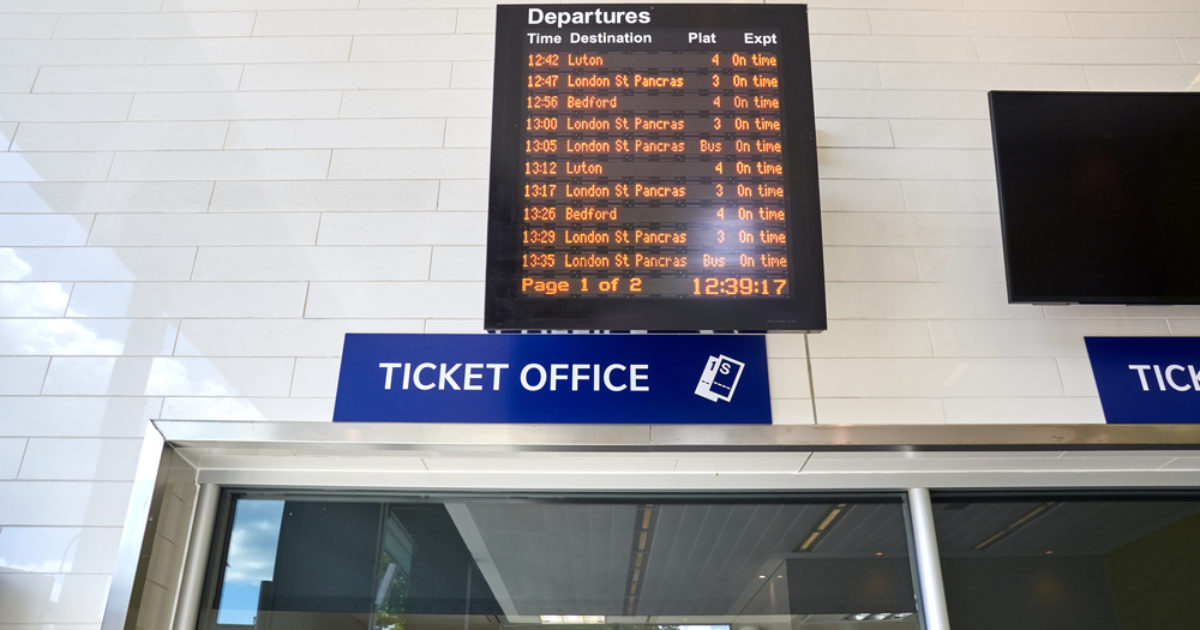 Departures
Time Destination Plat Expt
12:42 Luton 4 On time
12:47 London St Pancras 3 On time
12:56 Bedford 4 On time
13:00 London St Pancras 3 On time
13:05 London St Pancras Bus On time
13:12 Luton 4 On time
13:17 London St Pancras 3 On time
13:26 Bedford 4 On time
13:29 London St Pancras 3 On time
13:35 London St Pancras Bus On time
Page 1 of 2 12:39:17
TICKET OFFICE
1 S
TICK